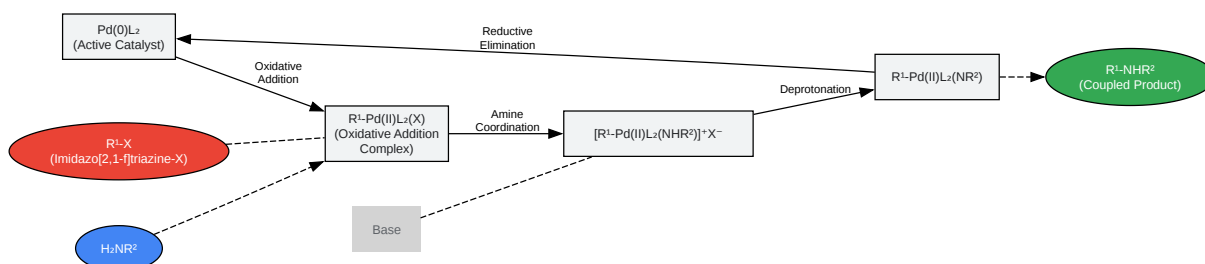 Pd(0)L₂
(Active Catalyst)
Reductive
Elimination
Oxidative
Addition
R¹-Pd(II)L₂(NR²)
R¹-NHR²
(Coupled Product)
Deprotonation
R¹-Pd(II)L₂(X)
(Oxidative Addition
Complex)
Amine
Coordination
[R¹-Pd(II)L₂(NHR²)]⁺X⁻
R¹-X
(Imidazo[2,1-f]triazine-X)
Base
H₂NR²